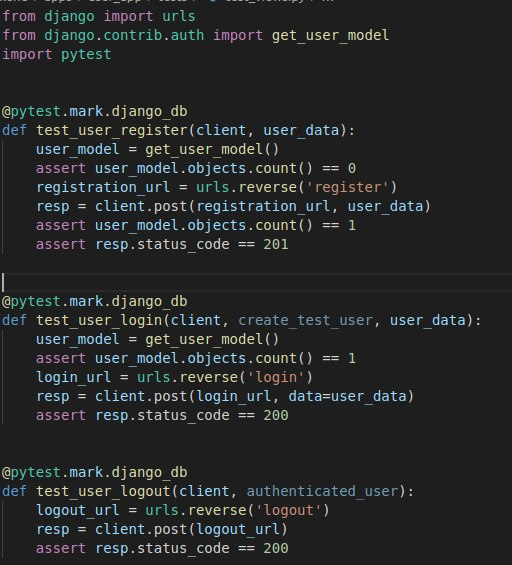 from django import urls
from django.contrib.auth import get_user_model
import pytest
@pytest.mark.django_db
def test_user_register(client, user_data):
    user_model = get_user_model()
    assert user_model.objects.count() == 0
    registration_url = urls.reverse('register')
    resp = client.post(registration_url, user_data)
    assert user_model.objects.count() == 1
    assert resp.status_code == 201
@pytest.mark.django_db
def test_user_login(client, create_test_user, user_data):
    user_model = get_user_model()
    assert user_model.objects.count() == 1
    login_url = urls.reverse('login')
    resp = client.post(login_url, data=user_data)
    assert resp.status_code == 200
@pytest.mark.django_db
def test_user_logout(client, authenticated_user):
    logout_url = urls.reverse('logout')
    resp = client.post(logout_url)
    assert resp.status_code == 200